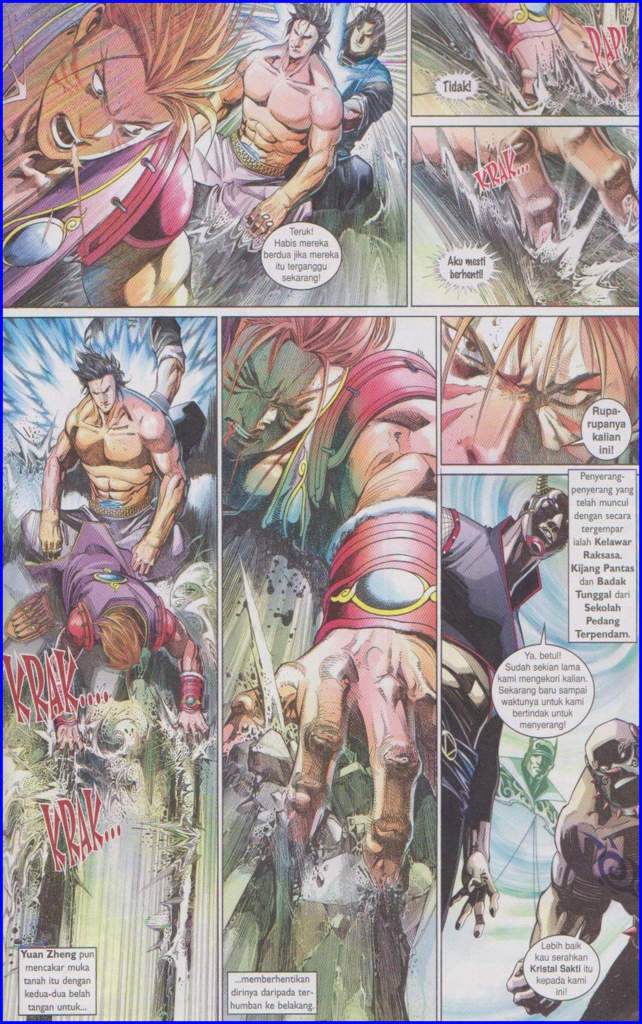 Teruk!
Habis mereka
berdua jika mereka
itu terganggu
sekarang!
PAP!
Tidak!
KRAK...
Aku mesti
berhenti!
KRAK....
KRAK...
Yuan Zheng pun
mencakar muka
tanah itu dengan
kedua-dua belah
tangan untuk...
...memberhentikan
dirinya daripada ter-
humban ke belakang.
Rupa-
rupanya
kalian
ini!
Penyerang-
penyerang yang
telah muncul
dengan secara
tergempar
ialah Kelawar
Raksasa,
Kijang Pantas
dan Badak
Tunggal dari
Sekolah
Pedang
Terpendam.
Ya, betul!
Sudah sekian lama
kami mengekori kalian.
Sekarang baru sampai
waktunya untuk kami
bertindak untuk
menyerang!
Lebih baik
kau serahkan
Kristal Sakti itu
kepada kami
ini!